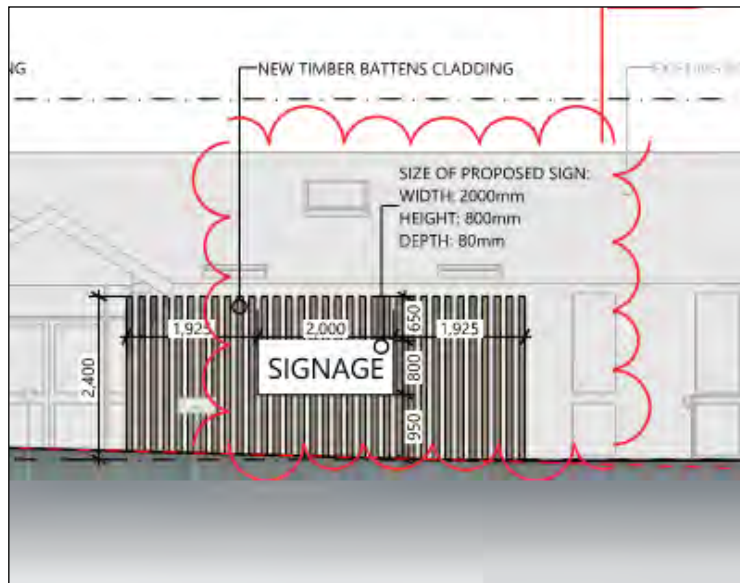 NG
NEW TIMBER BATTENS CLADDING
EXISTING
SIZE OF PROPOSED SIGN:
WIDTH: 2000mm
HEIGHT: 800mm
DEPTH: 80mm
1,925
2,000
1,925
650
800
950
2,400
SIGNAGE